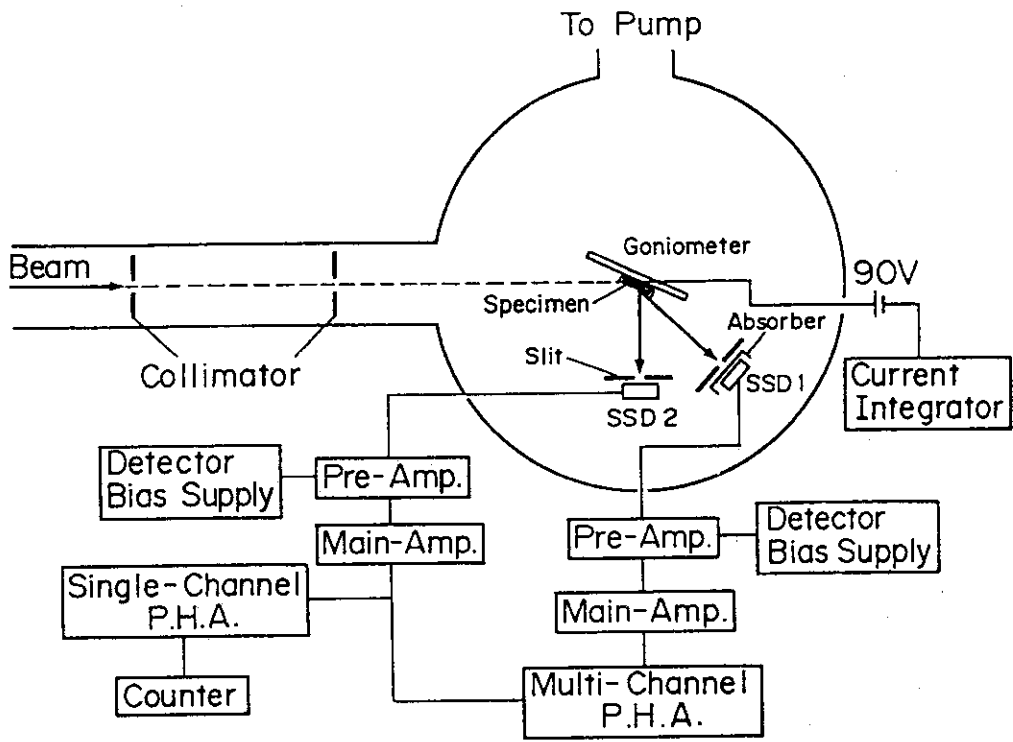 To Pump
Beam
Goniometer
90V
Specimen
Absorber
Slit
Collimator
SSD 1
SSD 2
Current
Integrator
Detector
Bias Supply
Pre-Amp.
Main-Amp.
Pre-Amp.
Detector
Bias Supply
Single-Channel
P.H.A.
Main-Amp.
Counter
Multi-Channel
P.H.A.